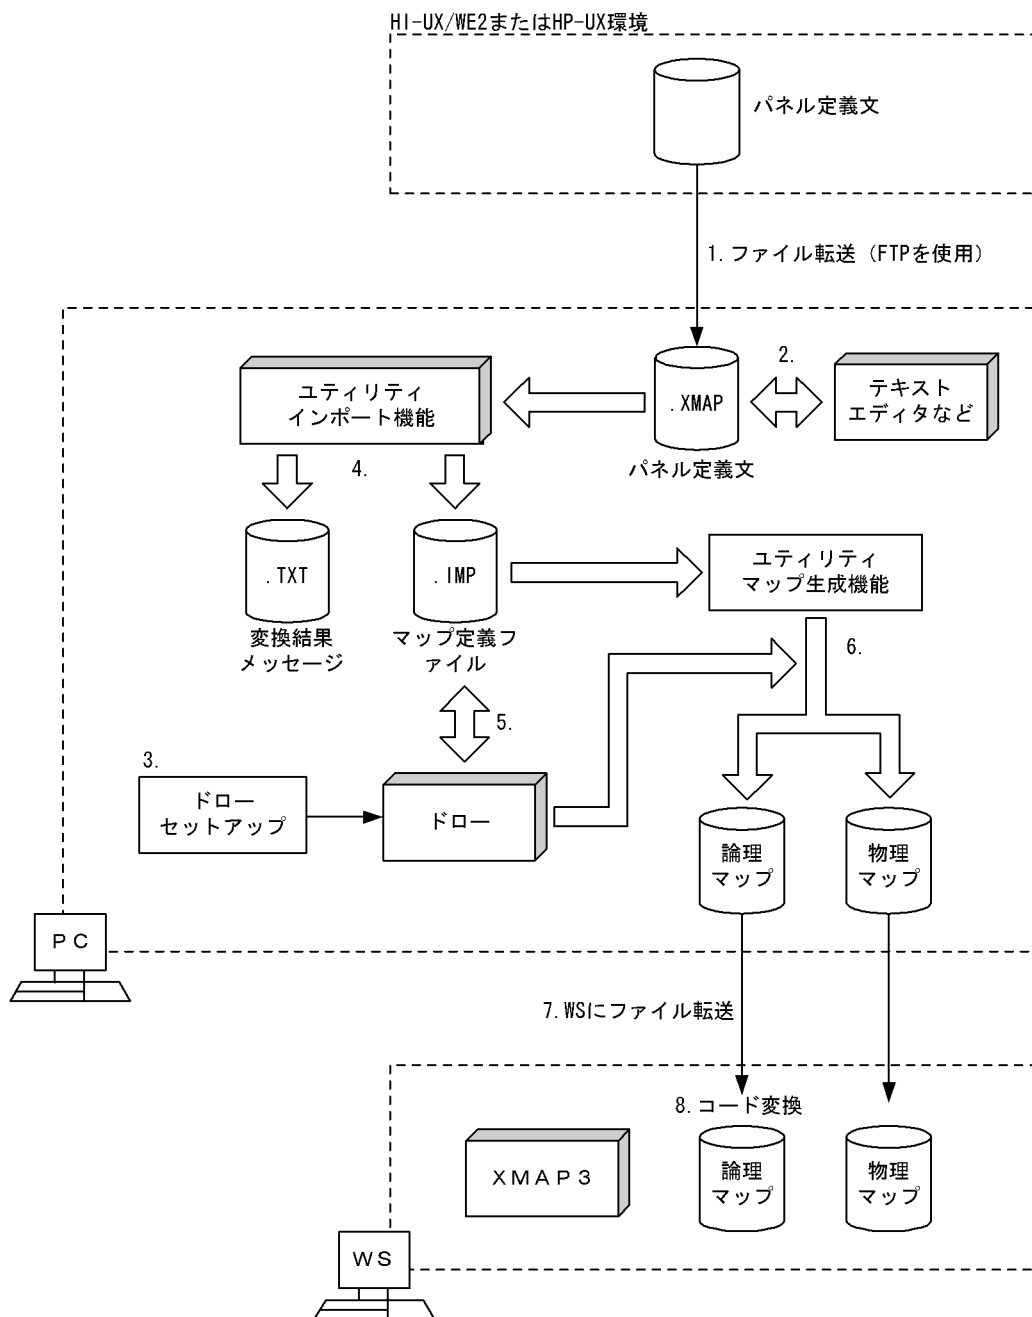 HI-UX/WE2またはHP-UX環境
パネル定義文
1. ファイル転送（FTPを使用）
2.
ユティリティ
インポート機能
.XMAP
テキスト
エディタなど
パネル定義文
4.
.TXT
.IMP
ユティリティ
マップ生成機能
変換結果
メッセージ
マップ定義フ
ァイル
6.
5.
3.
ドロー
セットアップ
ドロー
論理
マップ
物理
マップ
ＰＣ
7. WSにファイル転送
8. コード変換
ＸＭＡＰ３
論理
マップ
物理
マップ
ＷＳ